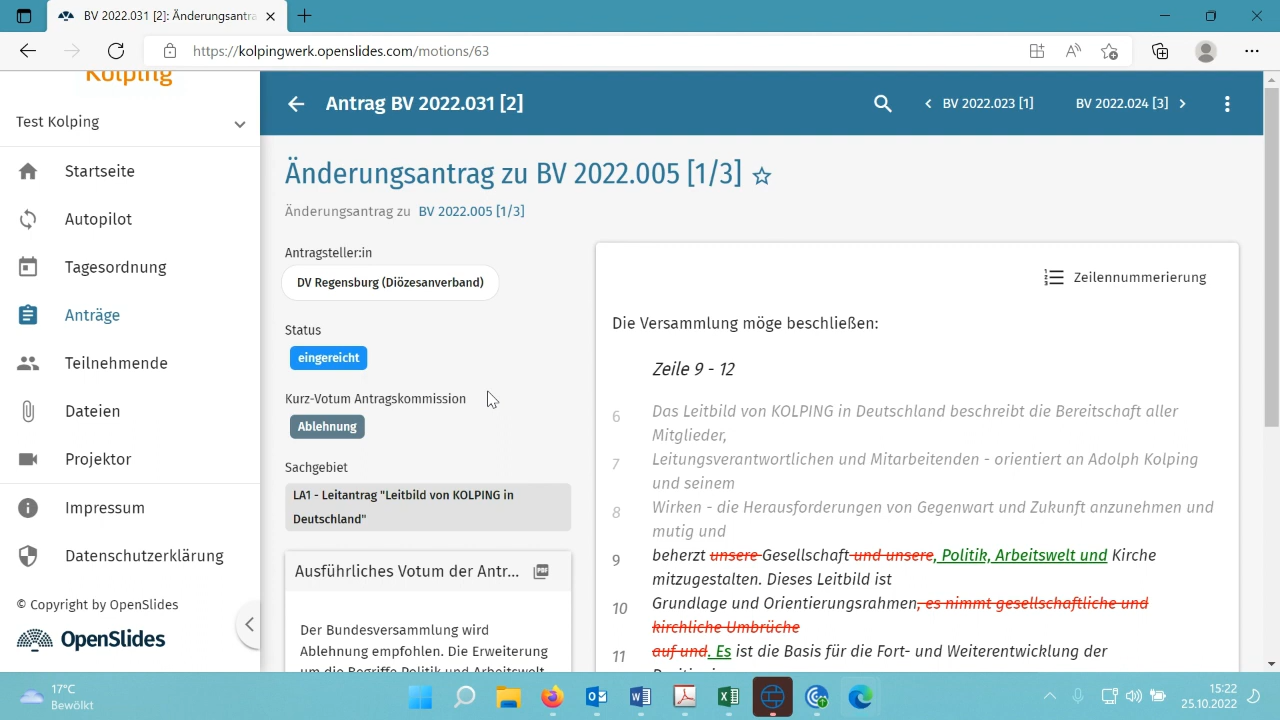 BV 2022.031 [2]: Änderungsantra
https://kolpingwerk.openslides.com/motions/63
Kolping
Test Kolping
Startseite
Autopilot
Tagesordnung
Anträge
Teilnehmende
Dateien
Projektor
Impressum
Datenschutzerklärung
© Copyright by OpenSlides
OpenSlides
Antrag BV 2022.031 [2]
BV 2022.023 [1]
BV 2022.024 [3]
Änderungsantrag zu BV 2022.005 [1/3]
Änderungsantrag zu BV 2022.005 [1/3]
Antragsteller:in
DV Regensburg (Diözesanverband)
Status
eingereicht
Kurz-Votum Antragskommission
Ablehnung
Sachgebiet
LA1 - Leitantrag "Leitbild von KOLPING in
Deutschland"
Ausführliches Votum der Antr...
Der Bundesversammlung wird
Ablehnung empföhlen. Die Erweiterung
um die Begriffe Politik und Arbeitswelt
Zeilennummerierung
Die Versammlung möge beschließen:
Zeile 9 - 12
6 Das Leitbild von KOLPING in Deutschland beschreibt die Bereitschaft aller
Mitglieder,
7 Leitungsverantwortlichen und Mitarbeitenden - orientiert an Adolph Kolping
und seinem
8 Wirken - die Herausforderungen von Gegenwart und Zukunft anzunehmen und
mutig und
9 beherzt unsere Gesellschaft und unsere, Politik, Arbeitswelt und Kirche
mitzugestalten. Dieses Leitbild ist
10 Grundlage und Orientierungsrahmen, es nimmt gesellschaftliche und
kirchliche Umbrüche
11 auf und. Es ist die Basis für die Fort- und Weiterentwicklung der
17°C
Bewölkt
15:22
25.10.2022